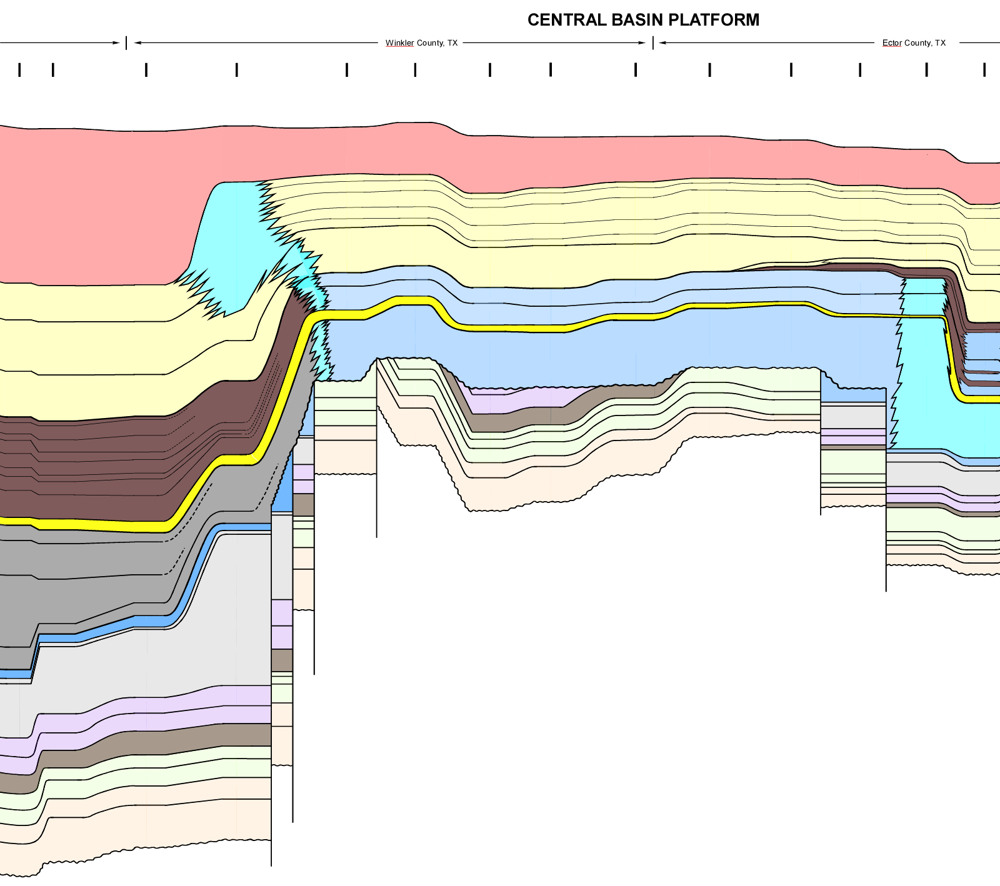 CENTRAL BASIN PLATFORM
Winkler County, TX
Ector County, TX